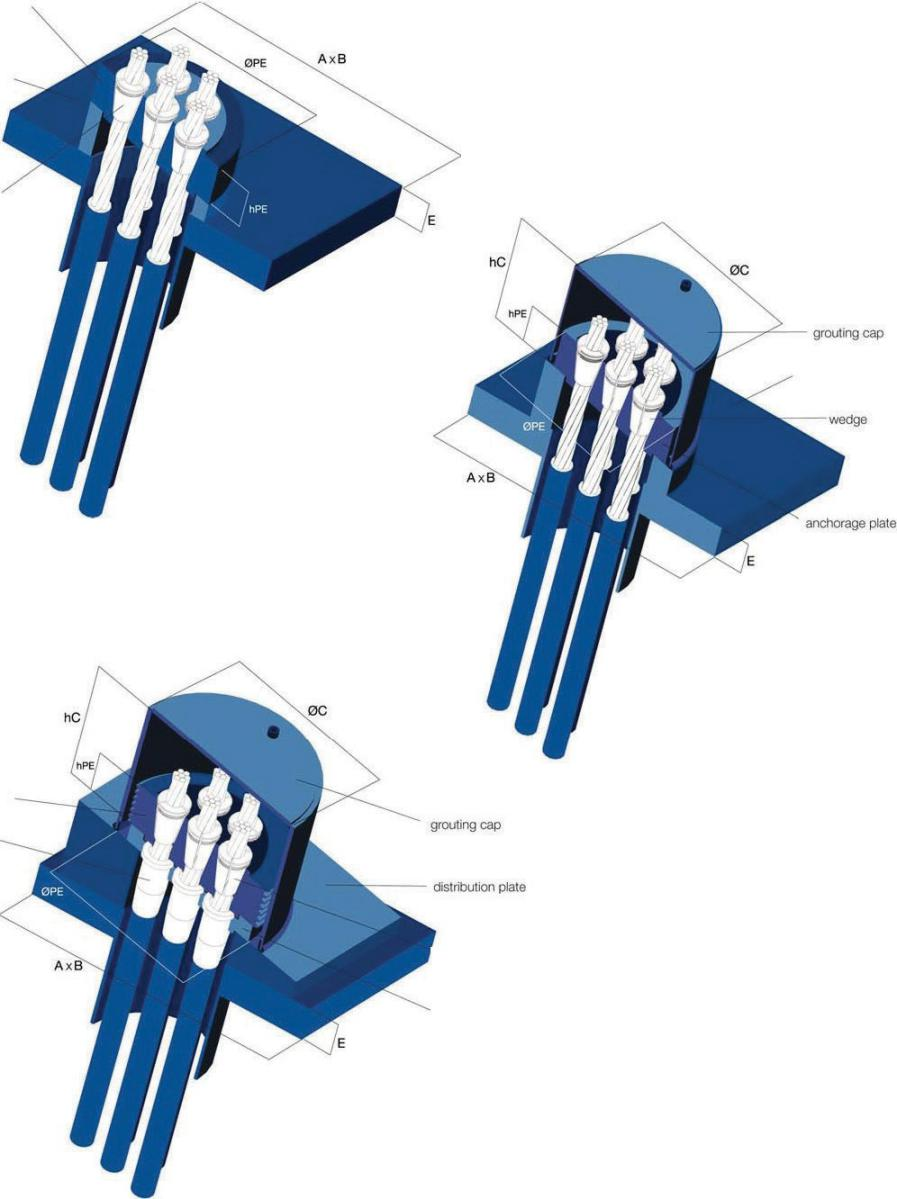 ØPE
A x B
hPE
E
hC
ØC
hPE
grouting cap
wedge
ØPE
A x B
anchorage plate
E
hC
ØC
hPE
grouting cap
distribution plate
ØPE
A x B
E